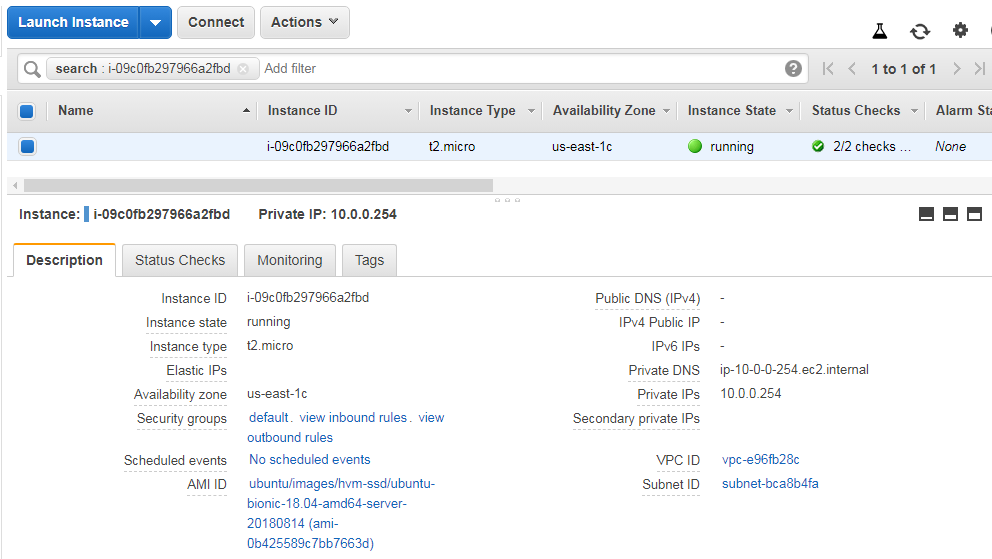 Launch Instance Connect Actions
search : i-09c0fb297966a2fbd Add filter 1 to 1 of 1
Name Instance ID Instance Type Availability Zone Instance State Status Checks Alarm Sta
i-09c0fb297966a2fbd t2.micro us-east-1c running 2/2 checks ... None
Instance: i-09c0fb297966a2fbd Private IP: 10.0.0.254
Description Status Checks Monitoring Tags
Instance ID i-09c0fb297966a2fbd Public DNS (IPv4) -
Instance state running IPv4 Public IP -
Instance type t2.micro IPv6 IPs -
Elastic IPs Private DNS ip-10-0-0-254.ec2.internal
Availability zone us-east-1c Private IPs 10.0.0.254
Security groups default . view inbound rules . view Secondary private IPs
outbound rules
Scheduled events No scheduled events VPC ID vpc-e96fb28c
AMI ID ubuntu/images/hvm-ssd/ubuntu- Subnet ID subnet-bca8b4fa
bionic-18.04-amd64-server-
20180814 (ami-
0b425589c7bb7663d)